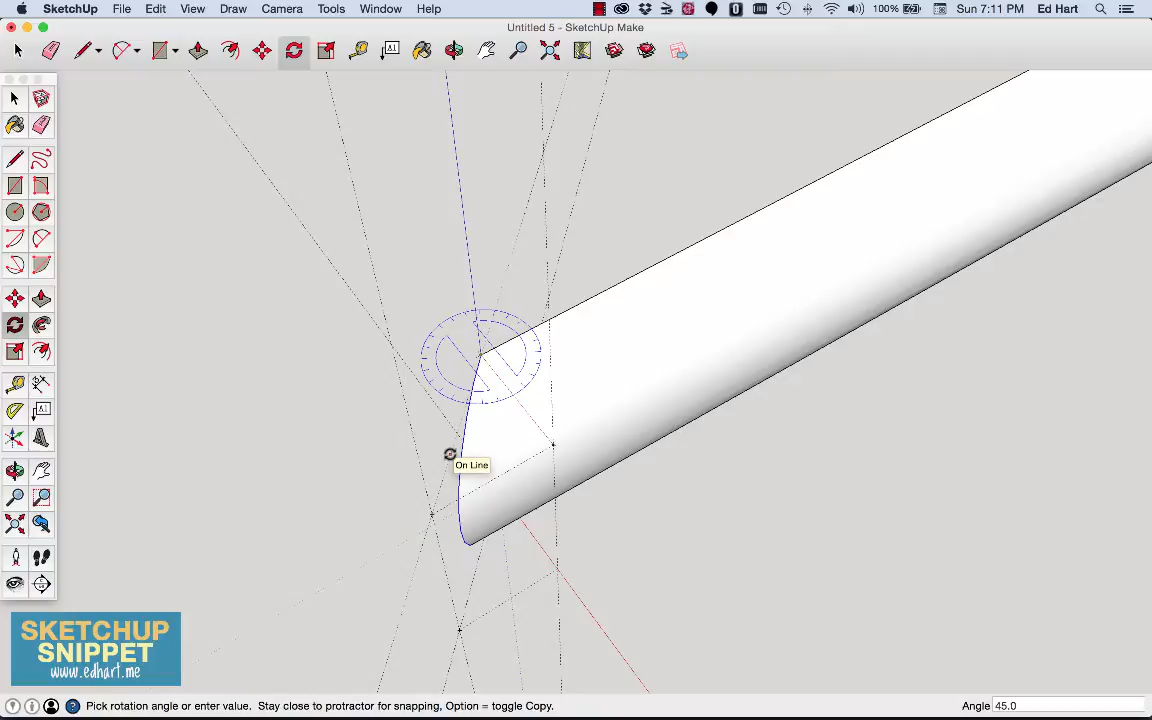 SketchUp File Edit View Draw Camera Tools Window Help 100% Sun 7:11 PM Ed Hart
Untitled 5 - SketchUp Make
On Line
SKETCHUP
SNIPPET
www.edhart.me
Pick rotation angle or enter value. Stay close to protractor for snapping, Option = toggle Copy. Angle 45.0